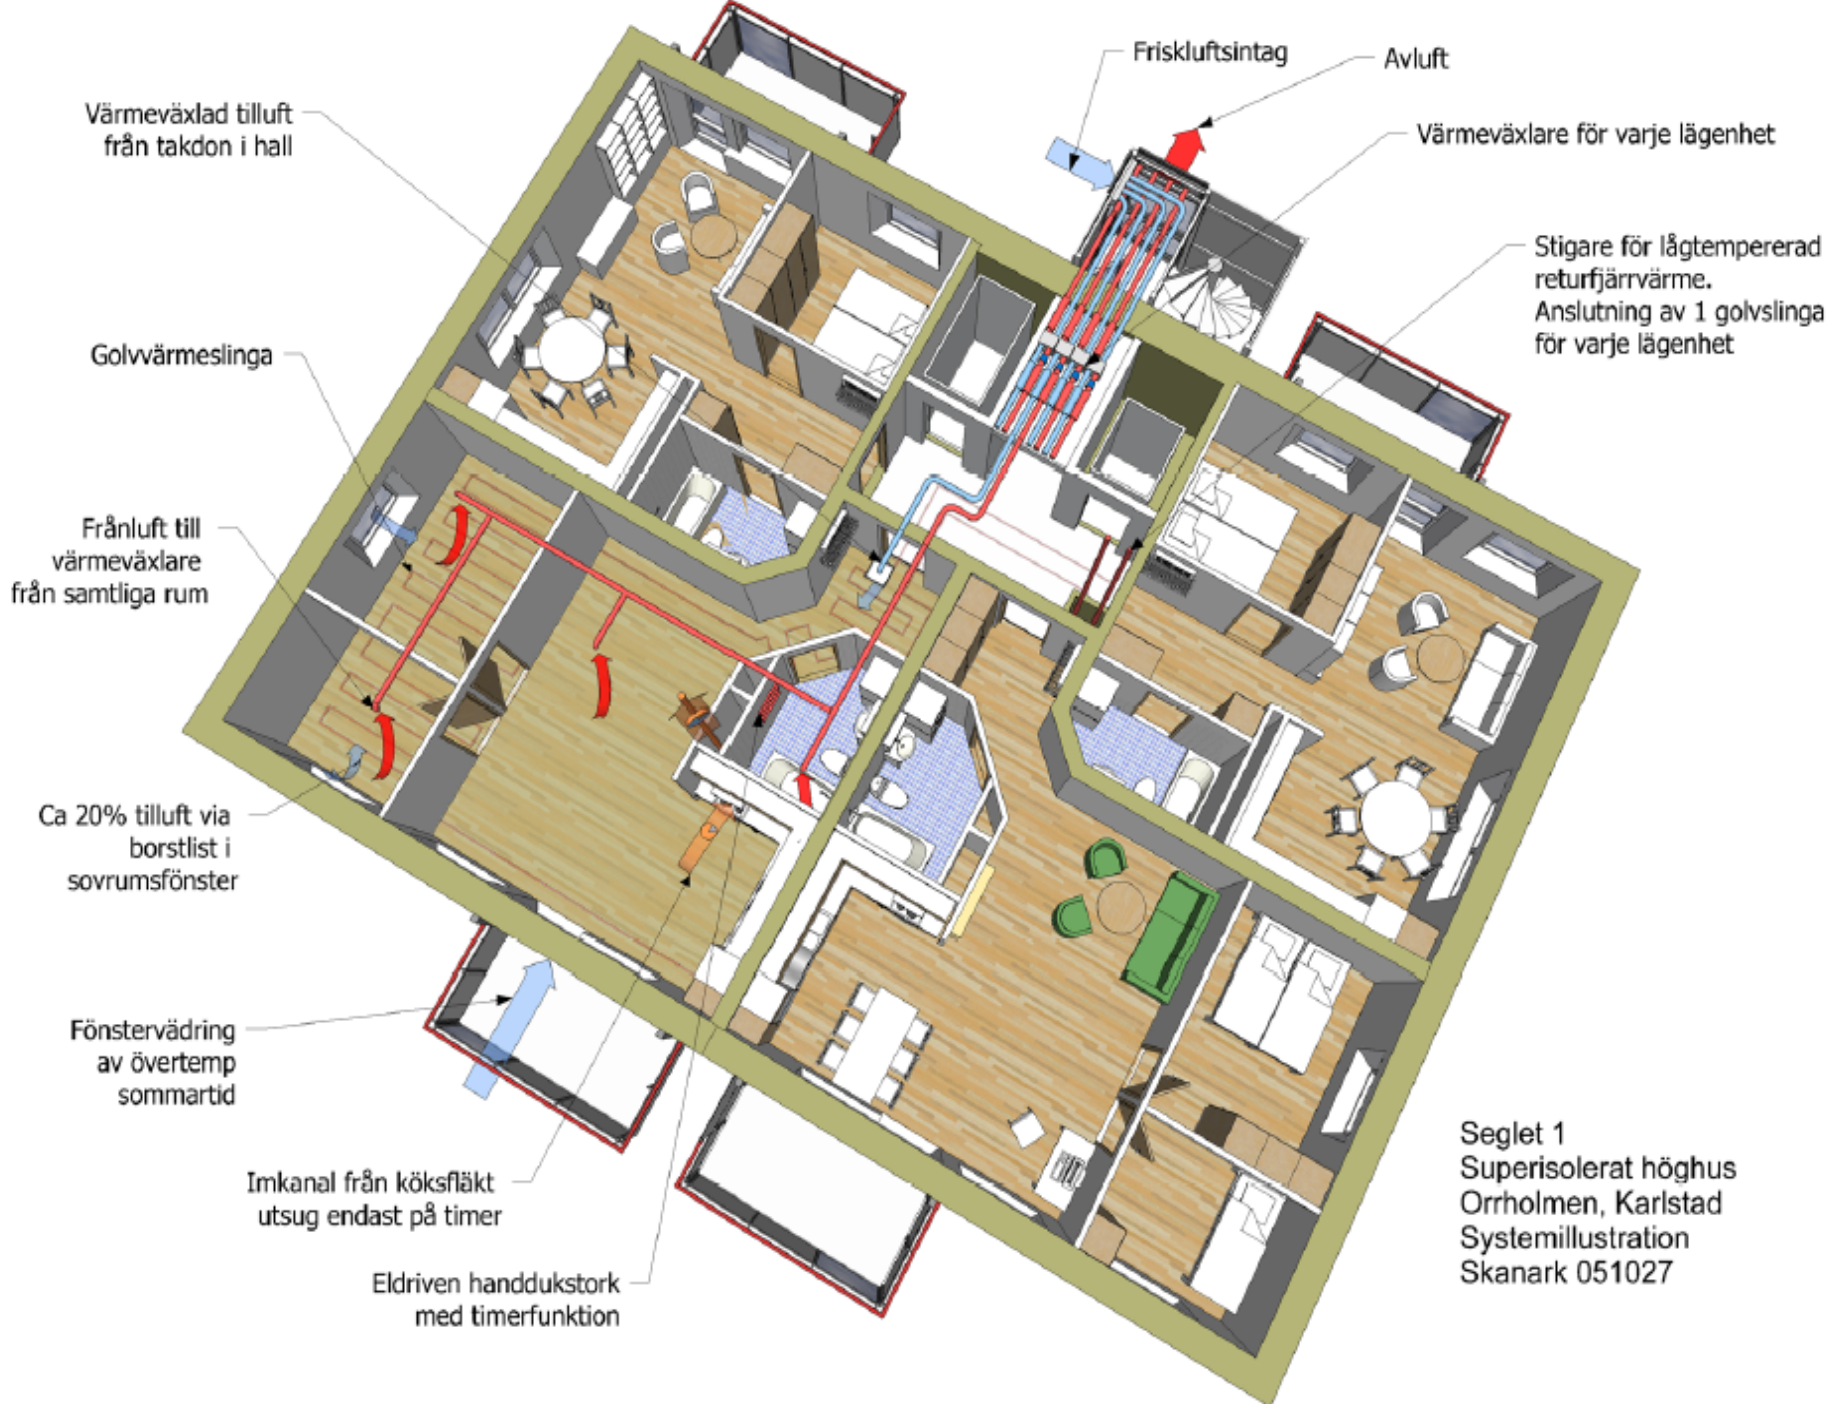 Friskluftsintag
Avluft
Värmeväxlare för varje lägenhet
Värmeväxlad tilluft
från takdon i hall
Stigare för lågtempererad
returfjärrvärme.
Anslutning av 1 golvslinga
för varje lägenhet
Golvvärmeslinga
Frånluft till
värmeväxlare
från samtliga rum
Ca 20% tilluft via
borstlist i
sovrumsfönster
Fönstervädring
av övertemp
sommartid
Imkanal från köksfläkt
utsug endast på timer
Eldriven handdukstork
med timerfunktion
Seglet 1
Superisolerat höghus
Orrholmen, Karlstad
Systemillustration
Skanark 051027